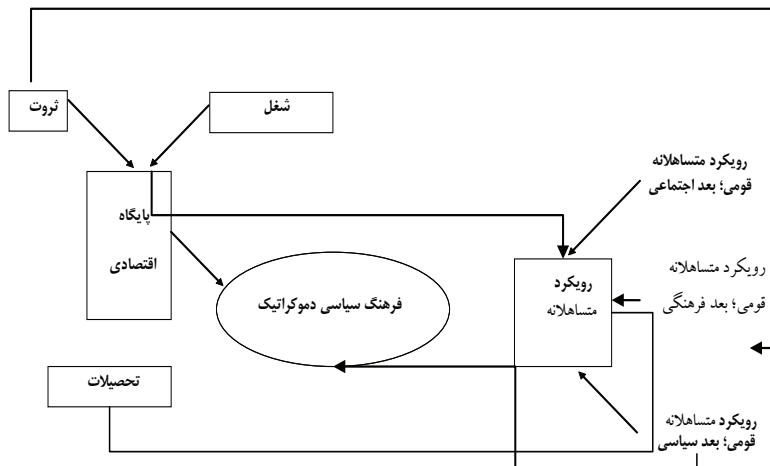 شغل
ثروت
رویکرد متساهلانه
قومی؛ بعد اجتماعی
پایگاه
اقتصادی
رویکرد متساهلانه
قومی؛ بعد فرهنگی
رویکرد
متساهلانه
فرهنگ سیاسی دموکراتیک
تحصیلات
رویکرد متساهلانه
قومی؛ بعد سیاسی